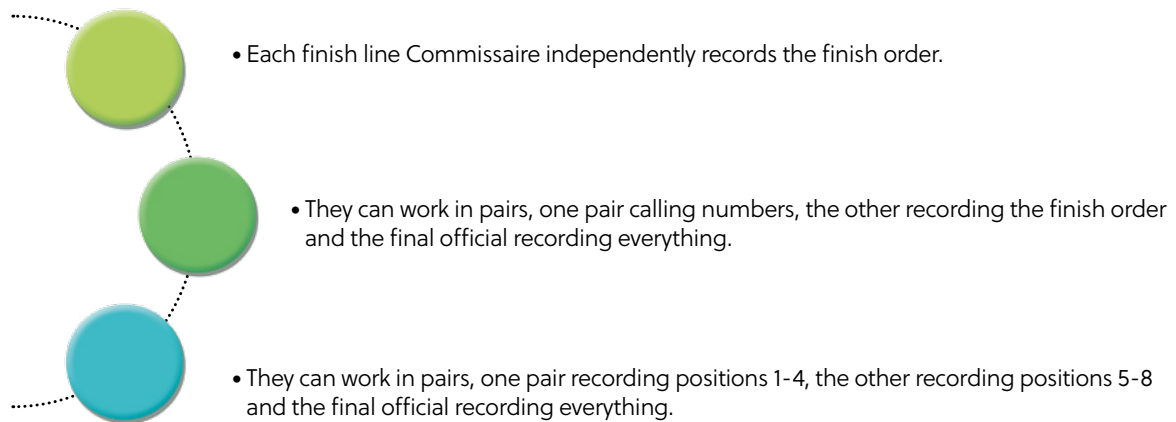 • Each finish line Commissaire independently records the finish order.
• They can work in pairs, one pair calling numbers, the other recording the finish order
and the final official recording everything.
• They can work in pairs, one pair recording positions 1-4, the other recording positions 5-8
and the final official recording everything.